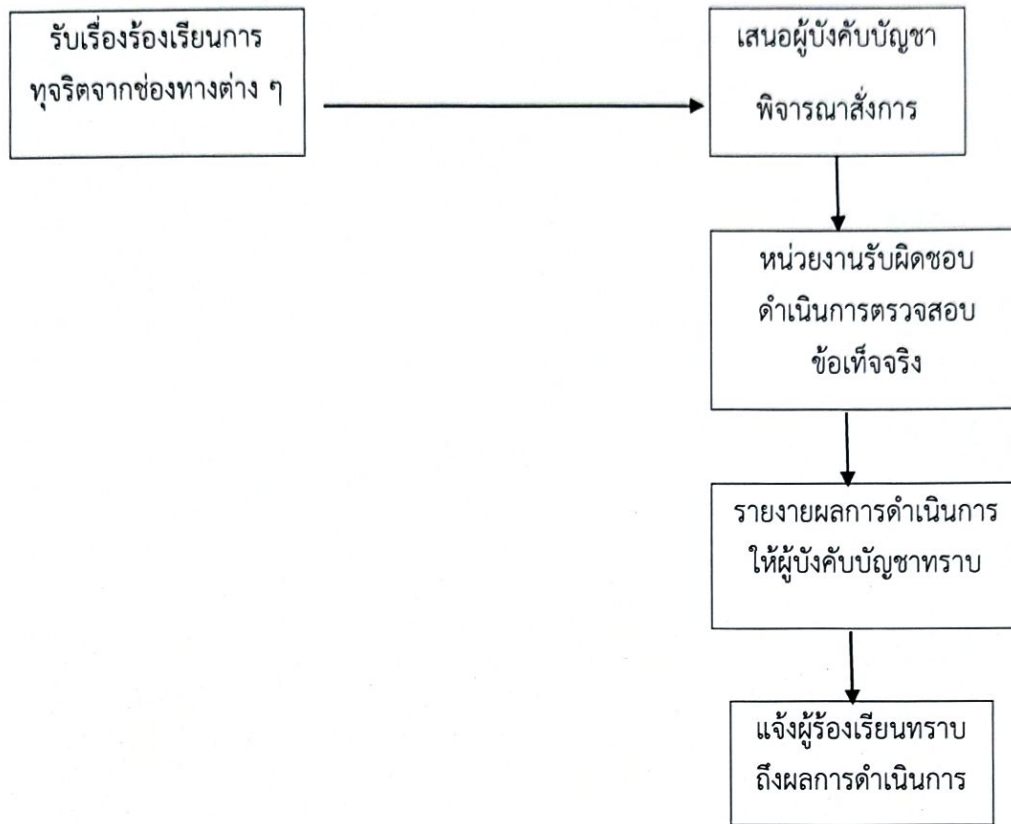 รับเรื่องร้องเรียนการ
ทุจริตจากช่องทางต่าง ๆ
เสนอผู้บังคับบัญชา
พิจารณาสั่งการ
หน่วยงานรับผิดชอบ
ดำเนินการตรวจสอบ
ข้อเท็จจริง
รายงายผลการดำเนินการ
ให้ผู้บังคับบัญชาทราบ
แจ้งผู้ร้องเรียนทราบ
ถึงผลการดำเนินการ